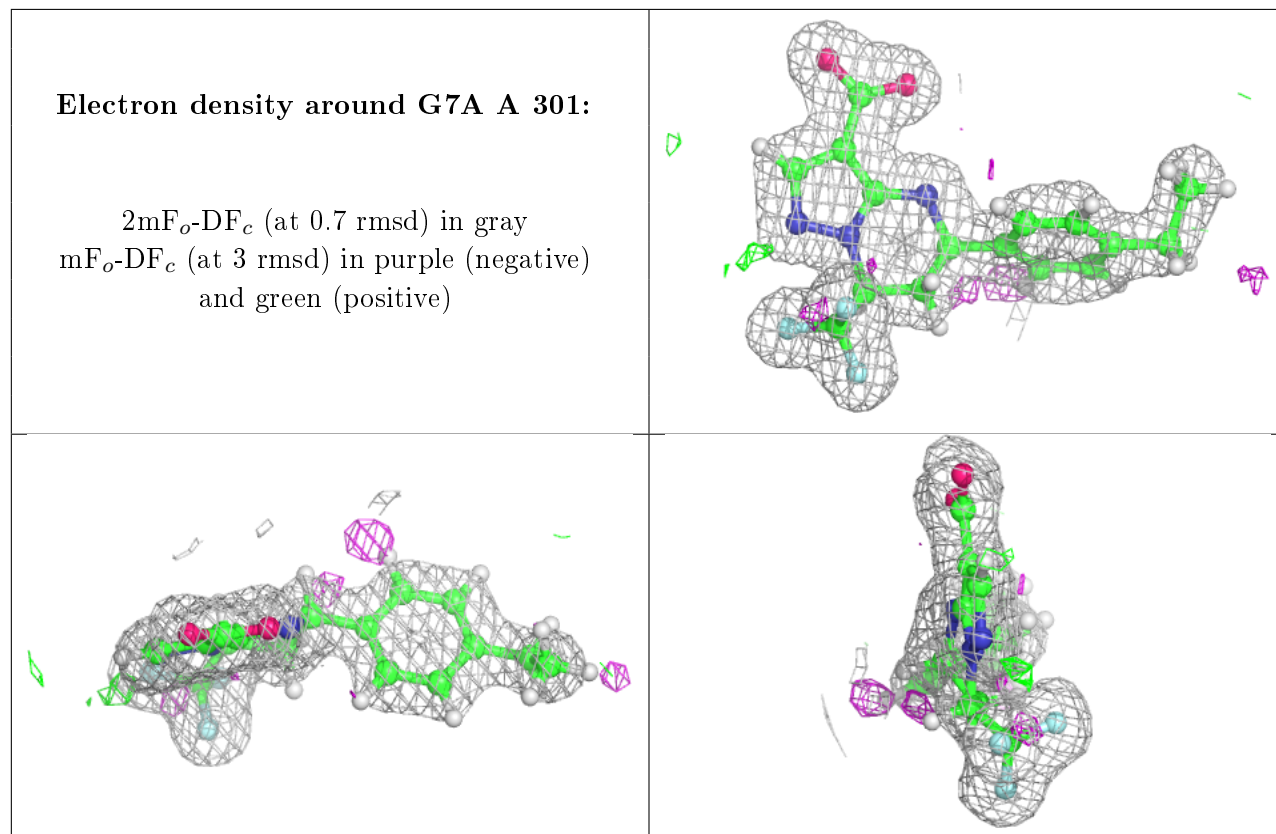 Electron density around G7A A 301:
2mFₒ-DF𝒸 (at 0.7 rmsd) in gray
mFₒ-DF𝒸 (at 3 rmsd) in purple (negative)
and green (positive)